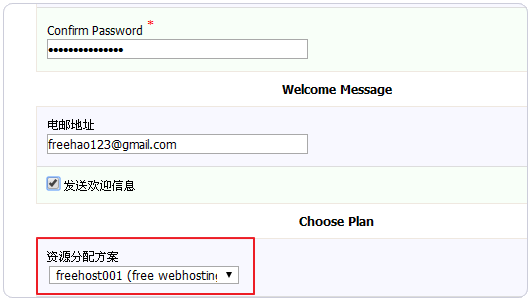 Confirm Password *
•••••••••••••••
Welcome Message
电邮地址
freehao123@gmail.com
发送欢迎信息
Choose Plan
资源分配方案
freehost001 (free webhosting